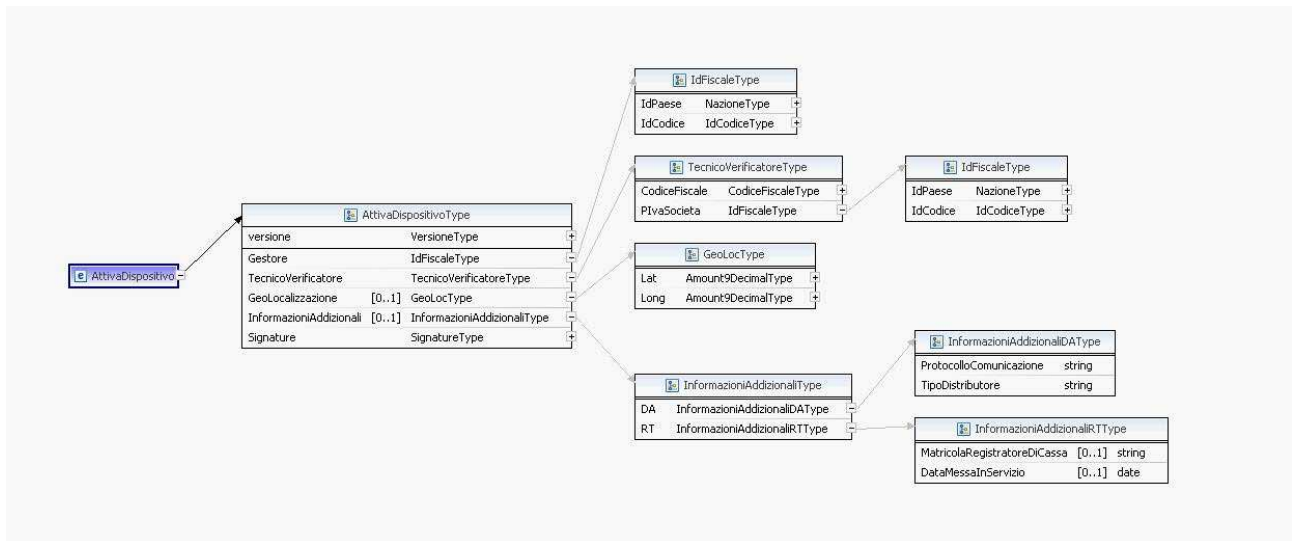 e AttivaDispositivo
AttivaDispositivoType
versione VersioneType
Gestore IdFiscaleType
TecnicoVerificatore TecnicoVerificatoreType
GeoLocalizzazione [0..1] GeoLocType
InformazioniAddizionali [0..1] InformazioniAddizionaliType
Signature SignatureType
IdFiscaleType
IdPaese NazioneType
IdCodice IdCodiceType
TecnicoVerificatoreType
CodiceFiscale CodiceFiscaleType
PIvaSocieta IdFiscaleType
IdFiscaleType
IdPaese NazioneType
IdCodice IdCodiceType
GeoLocType
Lat Amount9DecimalType
Long Amount9DecimalType
InformazioniAddizionaliType
DA InformazioniAddizionaliDAType
RT InformazioniAddizionaliRTType
InformazioniAddizionaliDAType
ProtocolloComunicazione string
TipoDistributore string
InformazioniAddizionaliRTType
MatricolaRegistratoreDiCassa [0..1] string
DataMessaInServizio [0..1] date